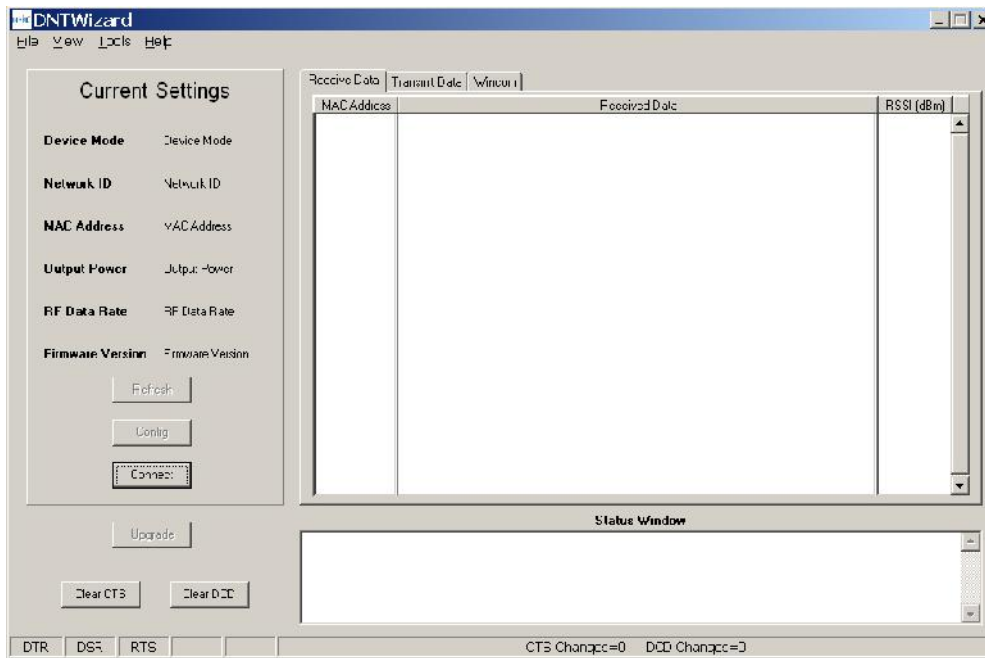 DNTWizard
File View Tools Help
Current Settings
Device Mode Device Mode
Network ID Network ID
MAC Address MAC Address
Output Power Output Power
RF Data Rate RF Data Rate
Firmware Version Firmware Version
Refresh
Config
Connect
Upgrade
Clear CTS Clear DCD
Receive Data Transmit Data Wincom
MAC Address Received Data RSSI (dBm)
Status Window
DTR DSR RTS CTS Changes=0 DCD Changes=0